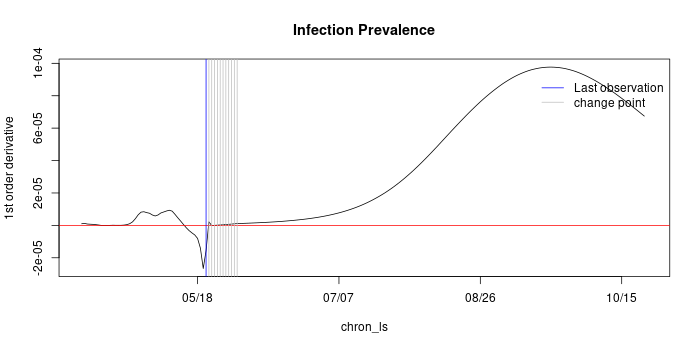 Infection Prevalence
1st order derivative
1e-04
6e-05
2e-05
-2e-05
Last observation
change point
05/18
07/07
08/26
10/15
chron_ls